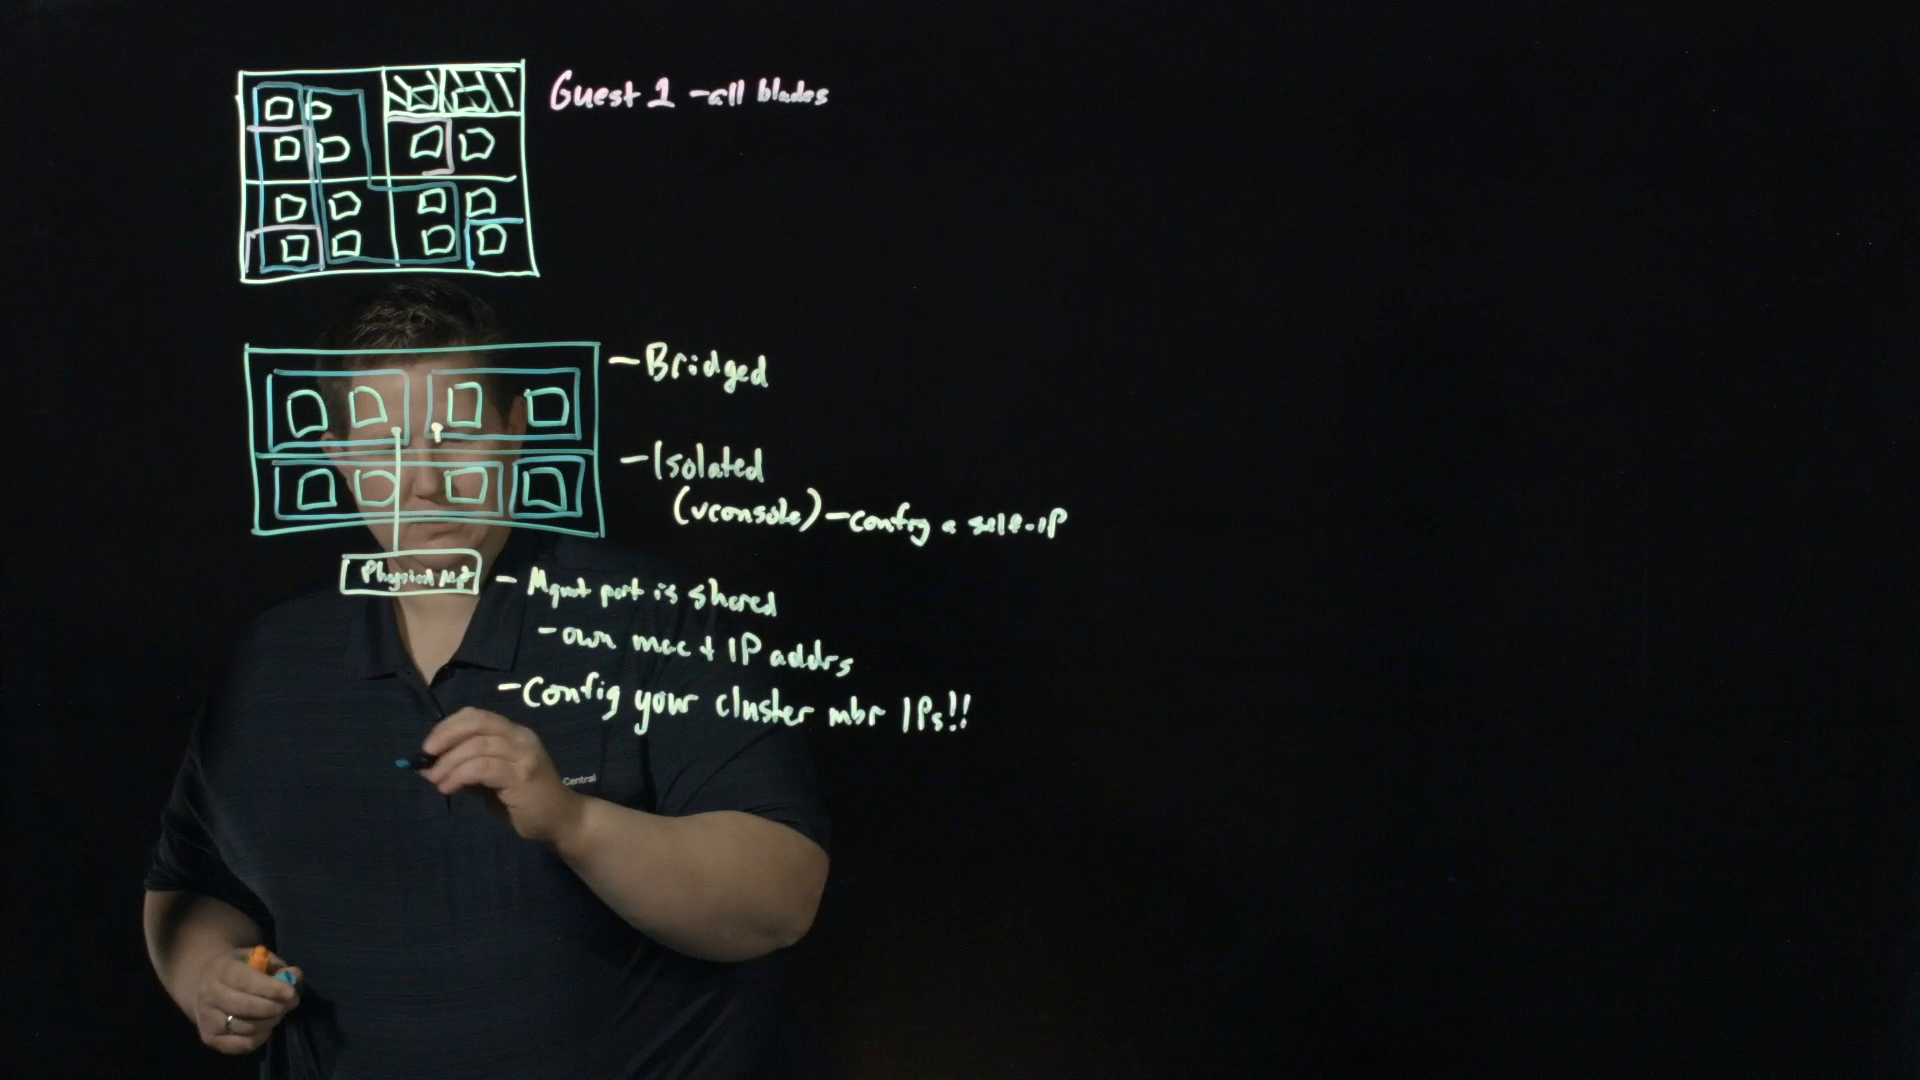 Guest 1 - all blades
- Bridged
- Isolated
(vconsole) - config a self-IP
Physical Mgt
- Mgmt port is shared
- own mac + IP addrs
- Config your cluster mbr IPs!!
Central